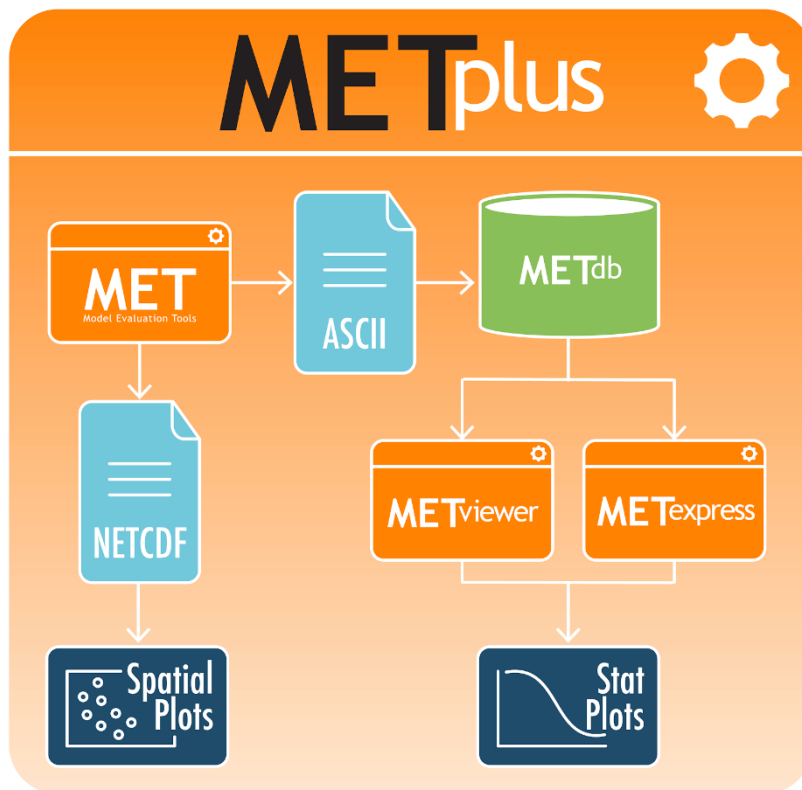 METplus
MET
Model Evaluation Tools
ASCII
METdb
NETCDF
METviewer
METexpress
Spatial
Plots
Stat
Plots